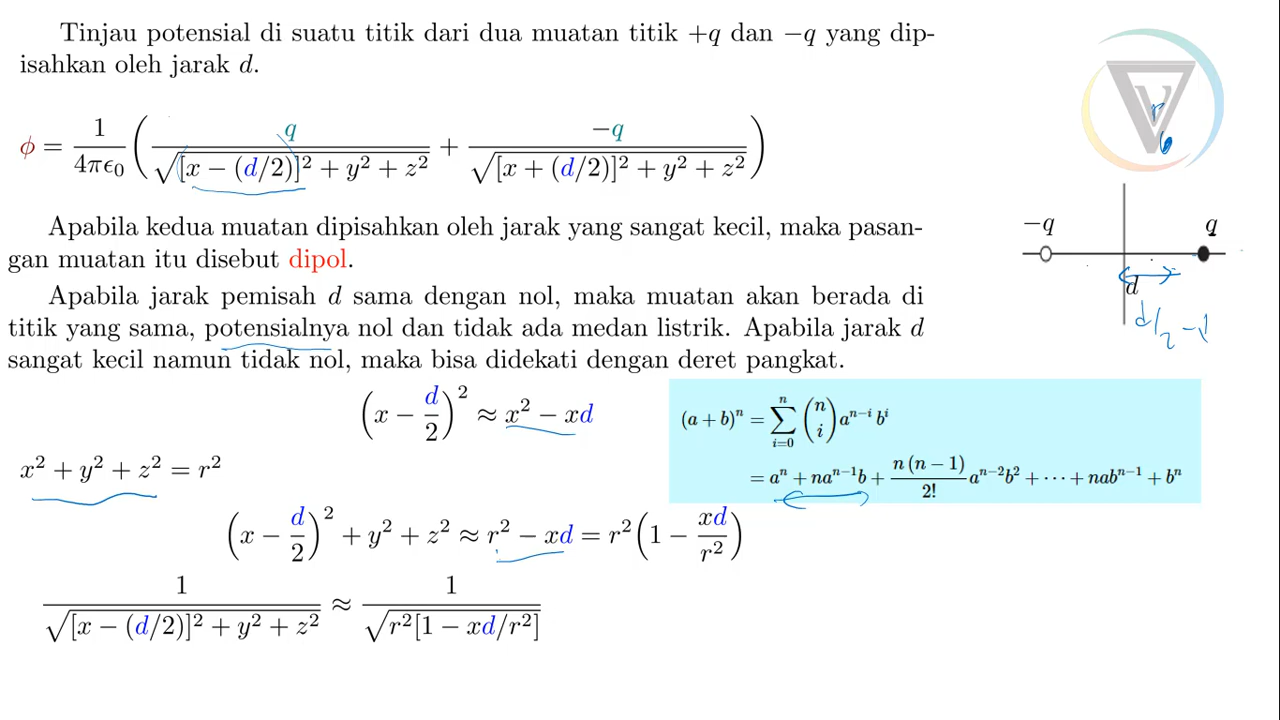 Tinjau potensial di suatu titik dari dua muatan titik +q dan −q yang dip-
isahkan oleh jarak d.
ϕ = 1/(4πϵ₀) ( q/√([x − (d/2)]² + y² + z²) + −q/√([x + (d/2)]² + y² + z²) )
Apabila kedua muatan dipisahkan oleh jarak yang sangat kecil, maka pasan-
gan muatan itu disebut dipol.
−q
q
d
d/2
Apabila jarak pemisah d sama dengan nol, maka muatan akan berada di
titik yang sama, potensialnya nol dan tidak ada medan listrik. Apabila jarak d
sangat kecil namun tidak nol, maka bisa didekati dengan deret pangkat.
(x − d/2)² ≈ x² − xd
(a + b)ⁿ = ∑_{i=0}^{n} (n i) aⁿ⁻ⁱ bⁱ
= aⁿ + naⁿ⁻¹b + n(n−1)/2! aⁿ⁻²b² + ⋯ + nabⁿ⁻¹ + bⁿ
x² + y² + z² = r²
(x − d/2)² + y² + z² ≈ r² − xd = r²(1 − xd/r²)
1/√([x − (d/2)]² + y² + z²) ≈ 1/√(r²[1 − xd/r²])